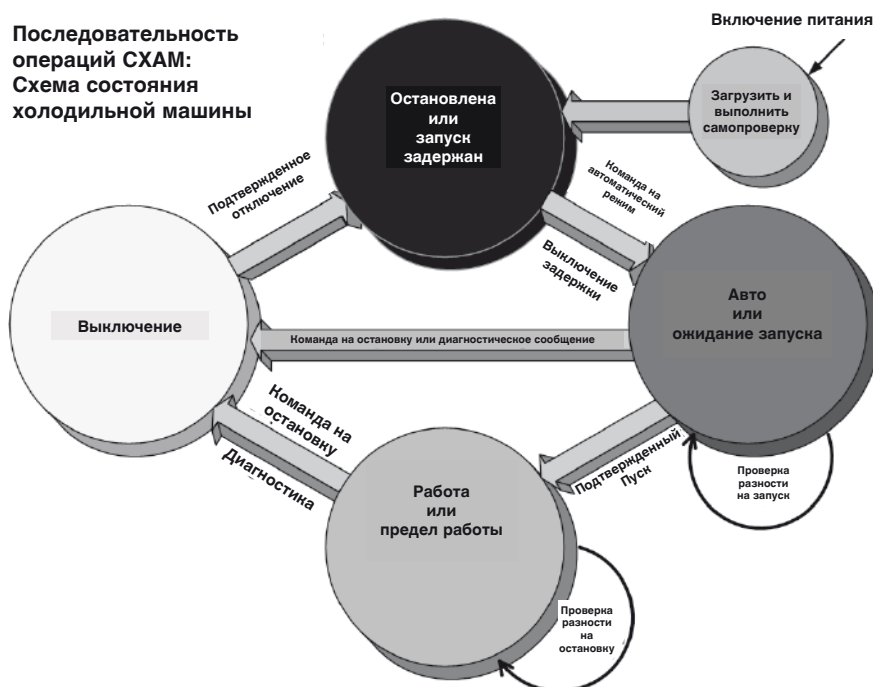 Последовательность
операций CXAM:
Схема состояния
холодильной машины
Включение питания
Остановлена
или
запуск
задержан
Загрузить и
выполнить
самопроверку
Подтвержденное
отключение
Команда на
автоматический
режим
Выключение
задержки
Выключение
Авто
или
ожидание запуска
Команда на остановку или диагностическое сообщение
Команда на
остановку
Диагностика
Подтвержденный
Пуск
Проверка
разности
на запуск
Работа
или
предел работы
Проверка
разности
на
остановку